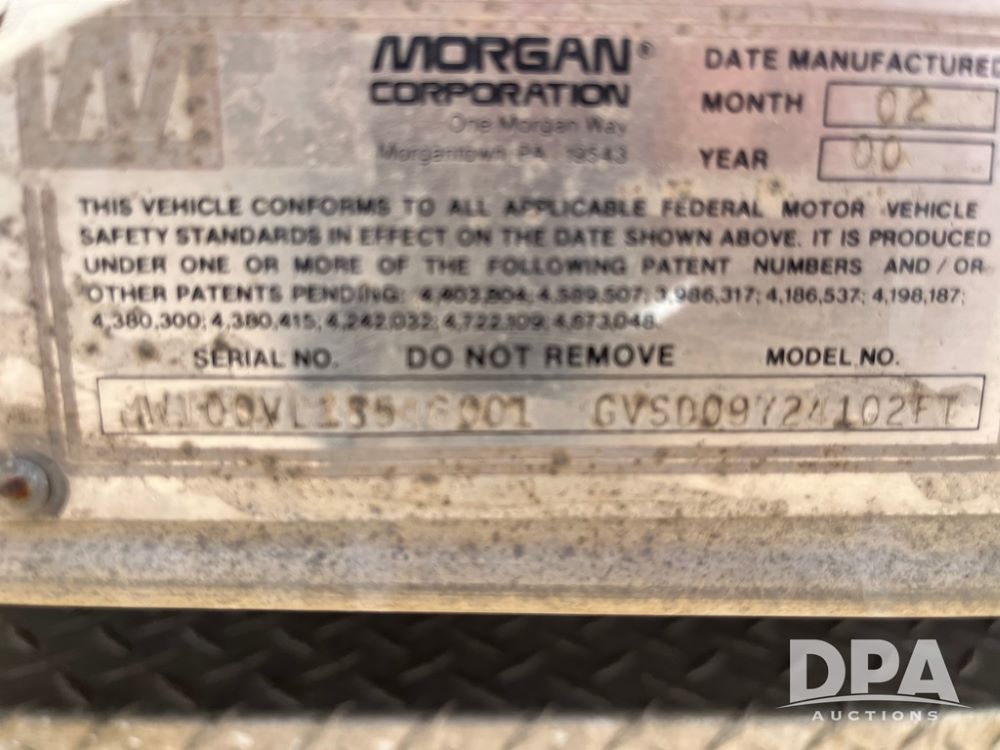 MORGAN®
CORPORATION
One Morgan Way
Morgantown, PA 19543
DATE MANUFACTURED
MONTH 02
YEAR 00
THIS VEHICLE CONFORMS TO ALL APPLICABLE FEDERAL MOTOR VEHICLE
SAFETY STANDARDS IN EFFECT ON THE DATE SHOWN ABOVE. IT IS PRODUCED
UNDER ONE OR MORE OF THE FOLLOWING PATENT NUMBERS AND/OR
OTHER PATENTS PENDING: 4,402,804; 4,589,507; 3,986,317; 4,186,537; 4,198,187;
4,380,300; 4,380,415; 4,242,032; 4,722,109; 4,673,048.
SERIAL NO. DO NOT REMOVE MODEL NO.
GVSD09724102FT
DPA
AUCTIONS